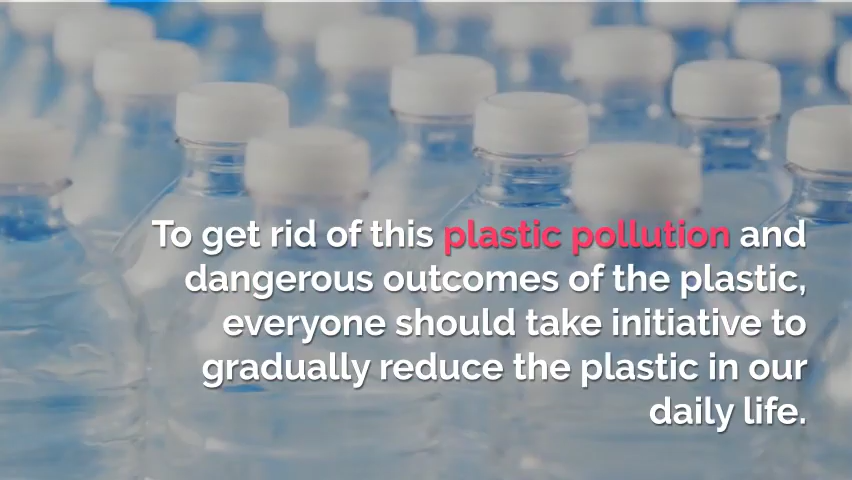 To get rid of this plastic pollution and
dangerous outcomes of the plastic,
everyone should take initiative to
gradually reduce the plastic in our
daily life.